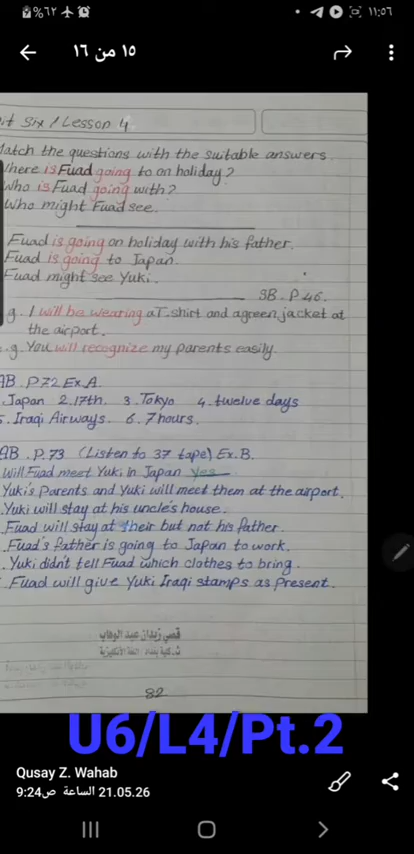 %٦٢ ١١:٥٦
١٥ من ١٦
it Six / Lesson 4
Match the questions with the suitable answers.
Where is Fuad going to on holiday?
Who is Fuad going with?
Who might Fuad see.
Fuad is going on holiday with his father.
Fuad is going to Japan.
Fuad might see Yuki.
SB. P 46.
g. I will be wearing a T-shirt and a green jacket at
the airport.
.g. You will recognize my parents easily.
AB. P72 Ex.A.
.Japan 2.17th. 3.Tokyo 4.twelve days
5. Iraqi Airways. 6.7hours.
AB.P.73 (Listen to 37 tape) Ex.B.
Will Fuad meet Yuki in Japan yes
Yuki's Parents and Yuki will meet them at the airport.
.Yuki will stay at his uncle's house.
.Fuad will stay at their but not his father.
.Fuad's father is going to Japan to work.
.Yuki didn't tell Fuad which clothes to bring.
Fuad will give Yuki Iraqi stamps as present.
قصي زيدان عبد الوهاب
82
U6/L4/Pt.2
Qusay Z. Wahab
21.05.26 الساعة 9:24ص